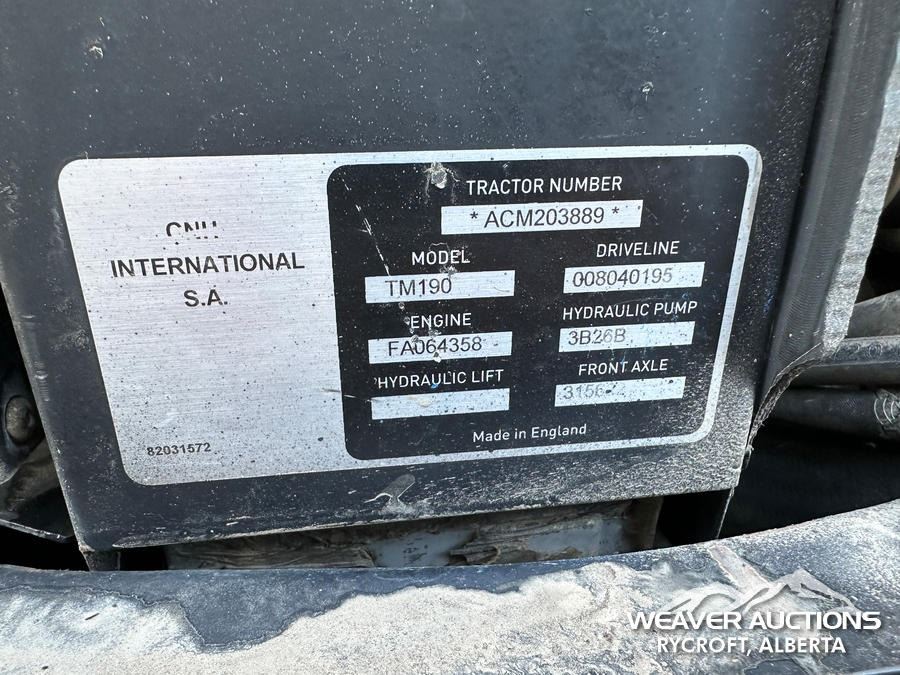 CNH
INTERNATIONAL
S.A.
82031572
TRACTOR NUMBER
* ACM203889 *
MODEL
TM190
DRIVELINE
008040195
ENGINE
FA064358
HYDRAULIC PUMP
3B26B
HYDRAULIC LIFT
FRONT AXLE
Made in England
WEAVER AUCTIONS
RYCROFT, ALBERTA